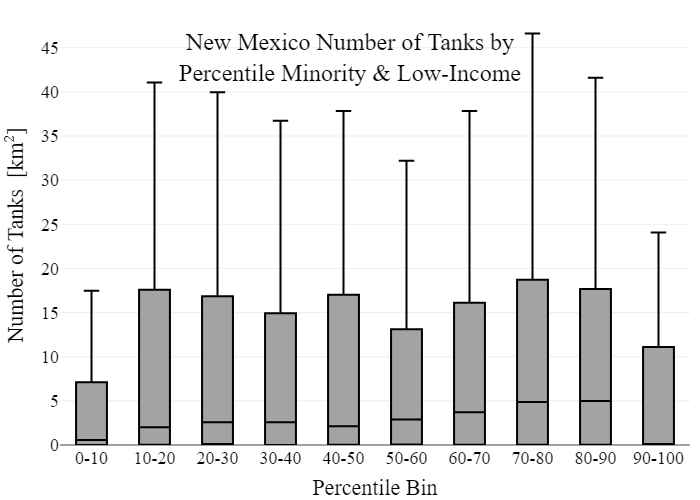 New Mexico Number of Tanks by
Percentile Minority & Low-Income
Number of Tanks [km²]
45
40
35
30
25
20
15
10
5
0
0-10 10-20 20-30 30-40 40-50 50-60 60-70 70-80 80-90 90-100
Percentile Bin